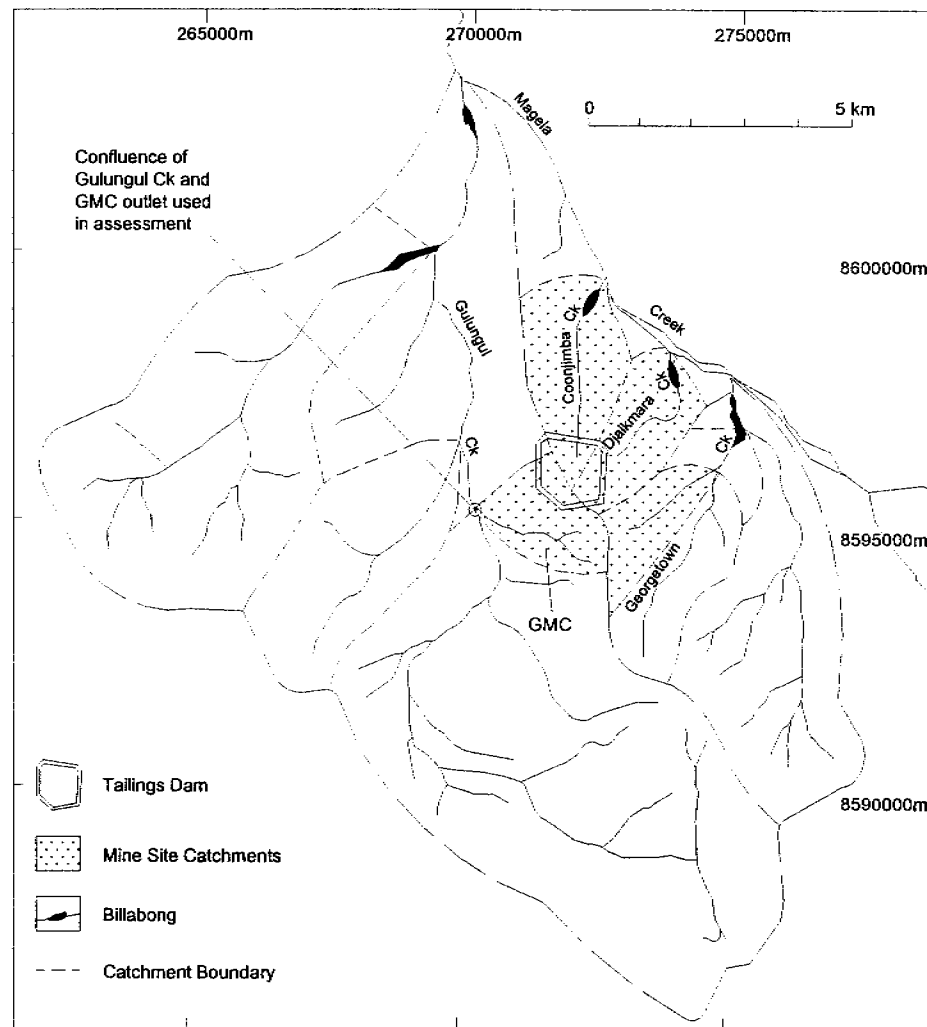 265000m
270000m
275000m
0
5 km
Magela
Confluence of
Gulungul Ck and
GMC outlet used
in assessment
8600000m
Creek
Gulungul
Ck
Coonjimba
Ck
Djalkmara
Ck
Ck
8595000m
Georgetown
GMC
Tailings Dam
8590000m
Mine Site Catchments
Billabong
Catchment Boundary